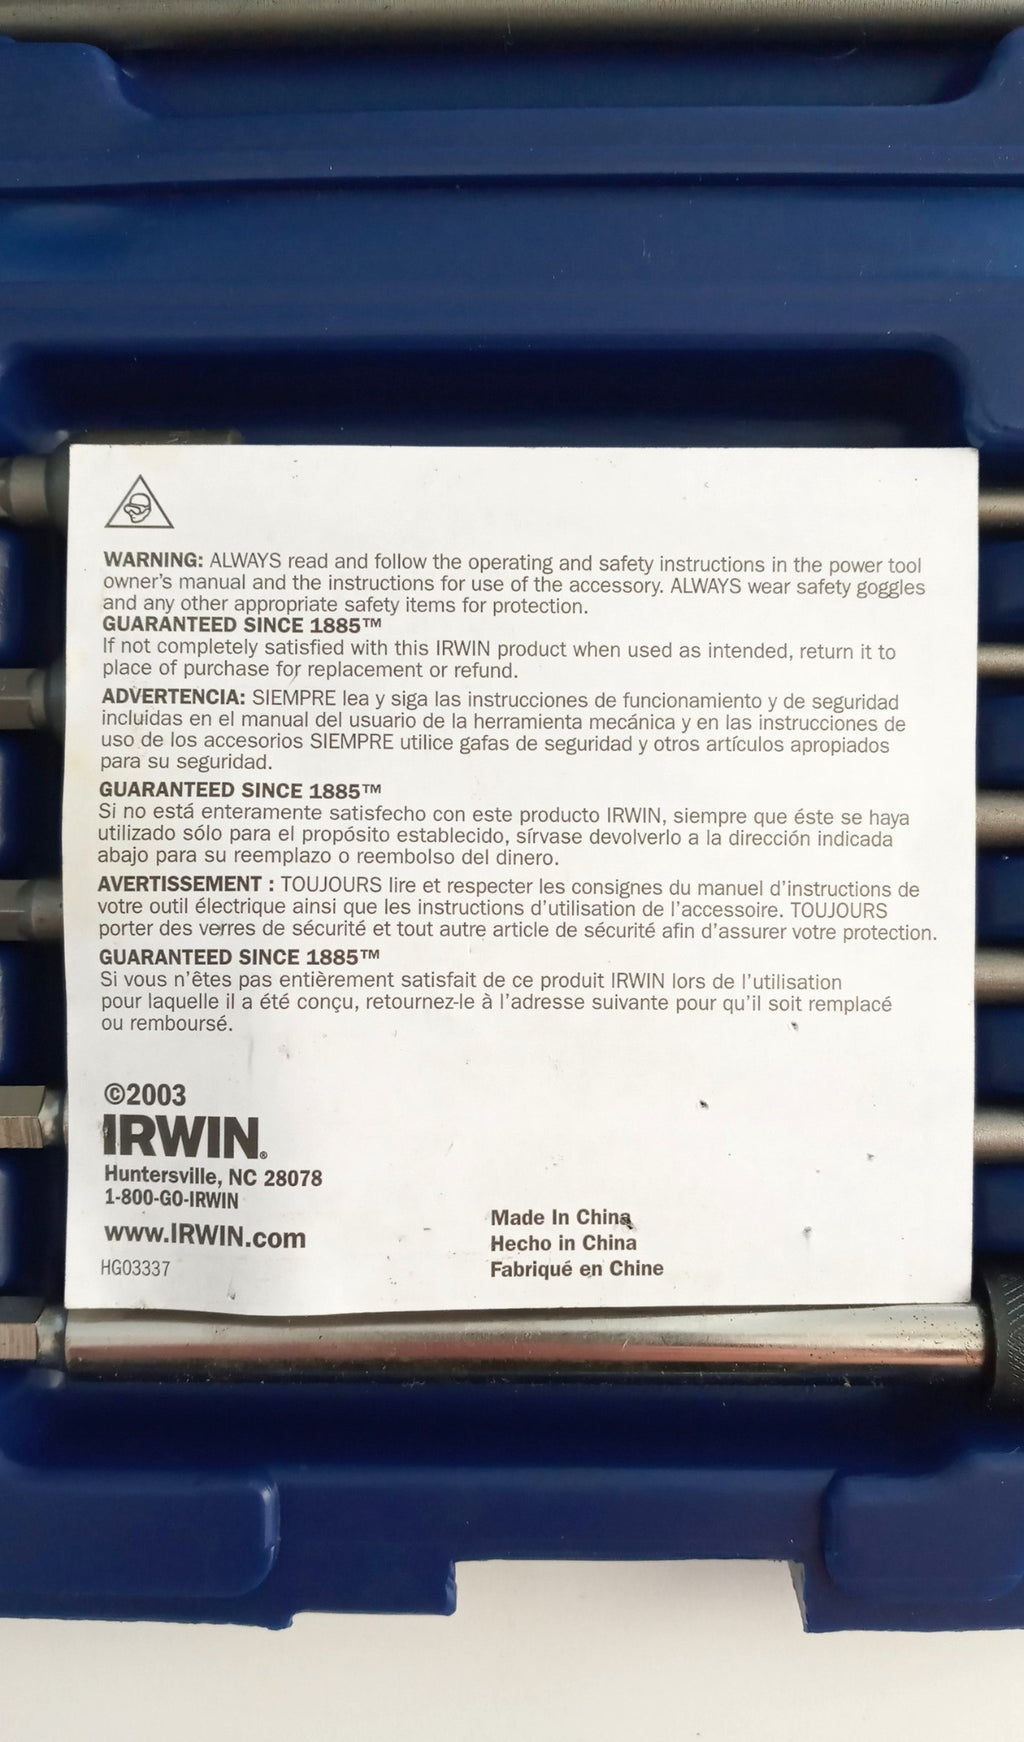 WARNING: ALWAYS read and follow the operating and safety instructions in the power tool
owner's manual and the instructions for use of the accessory. ALWAYS wear safety goggles
and any other appropriate safety items for protection.
GUARANTEED SINCE 1885™
If not completely satisfied with this IRWIN product when used as intended, return it to
place of purchase for replacement or refund.
ADVERTENCIA: SIEMPRE lea y siga las instrucciones de funcionamiento y de seguridad
incluidas en el manual del usuario de la herramienta mecánica y en las instrucciones de
uso de los accesorios SIEMPRE utilice gafas de seguridad y otros artículos apropiados
para su seguridad.
GUARANTEED SINCE 1885™
Si no está enteramente satisfecho con este producto IRWIN, siempre que éste se haya
utilizado sólo para el propósito establecido, sírvase devolverlo a la dirección indicada
abajo para su reemplazo o reembolso del dinero.
AVERTISSEMENT : TOUJOURS lire et respecter les consignes du manuel d'instructions de
votre outil électrique ainsi que les instructions d'utilisation de l'accessoire. TOUJOURS
porter des verres de sécurité et tout autre article de sécurité afin d'assurer votre protection.
GUARANTEED SINCE 1885™
Si vous n'êtes pas entièrement satisfait de ce produit IRWIN lors de l'utilisation
pour laquelle il a été conçu, retournez-le à l'adresse suivante pour qu'il soit remplacé
ou remboursé.
©2003
IRWIN®
Huntersville, NC 28078
1-800-GO-IRWIN
www.IRWIN.com
HG03337
Made In China
Hecho in China
Fabriqué en Chine